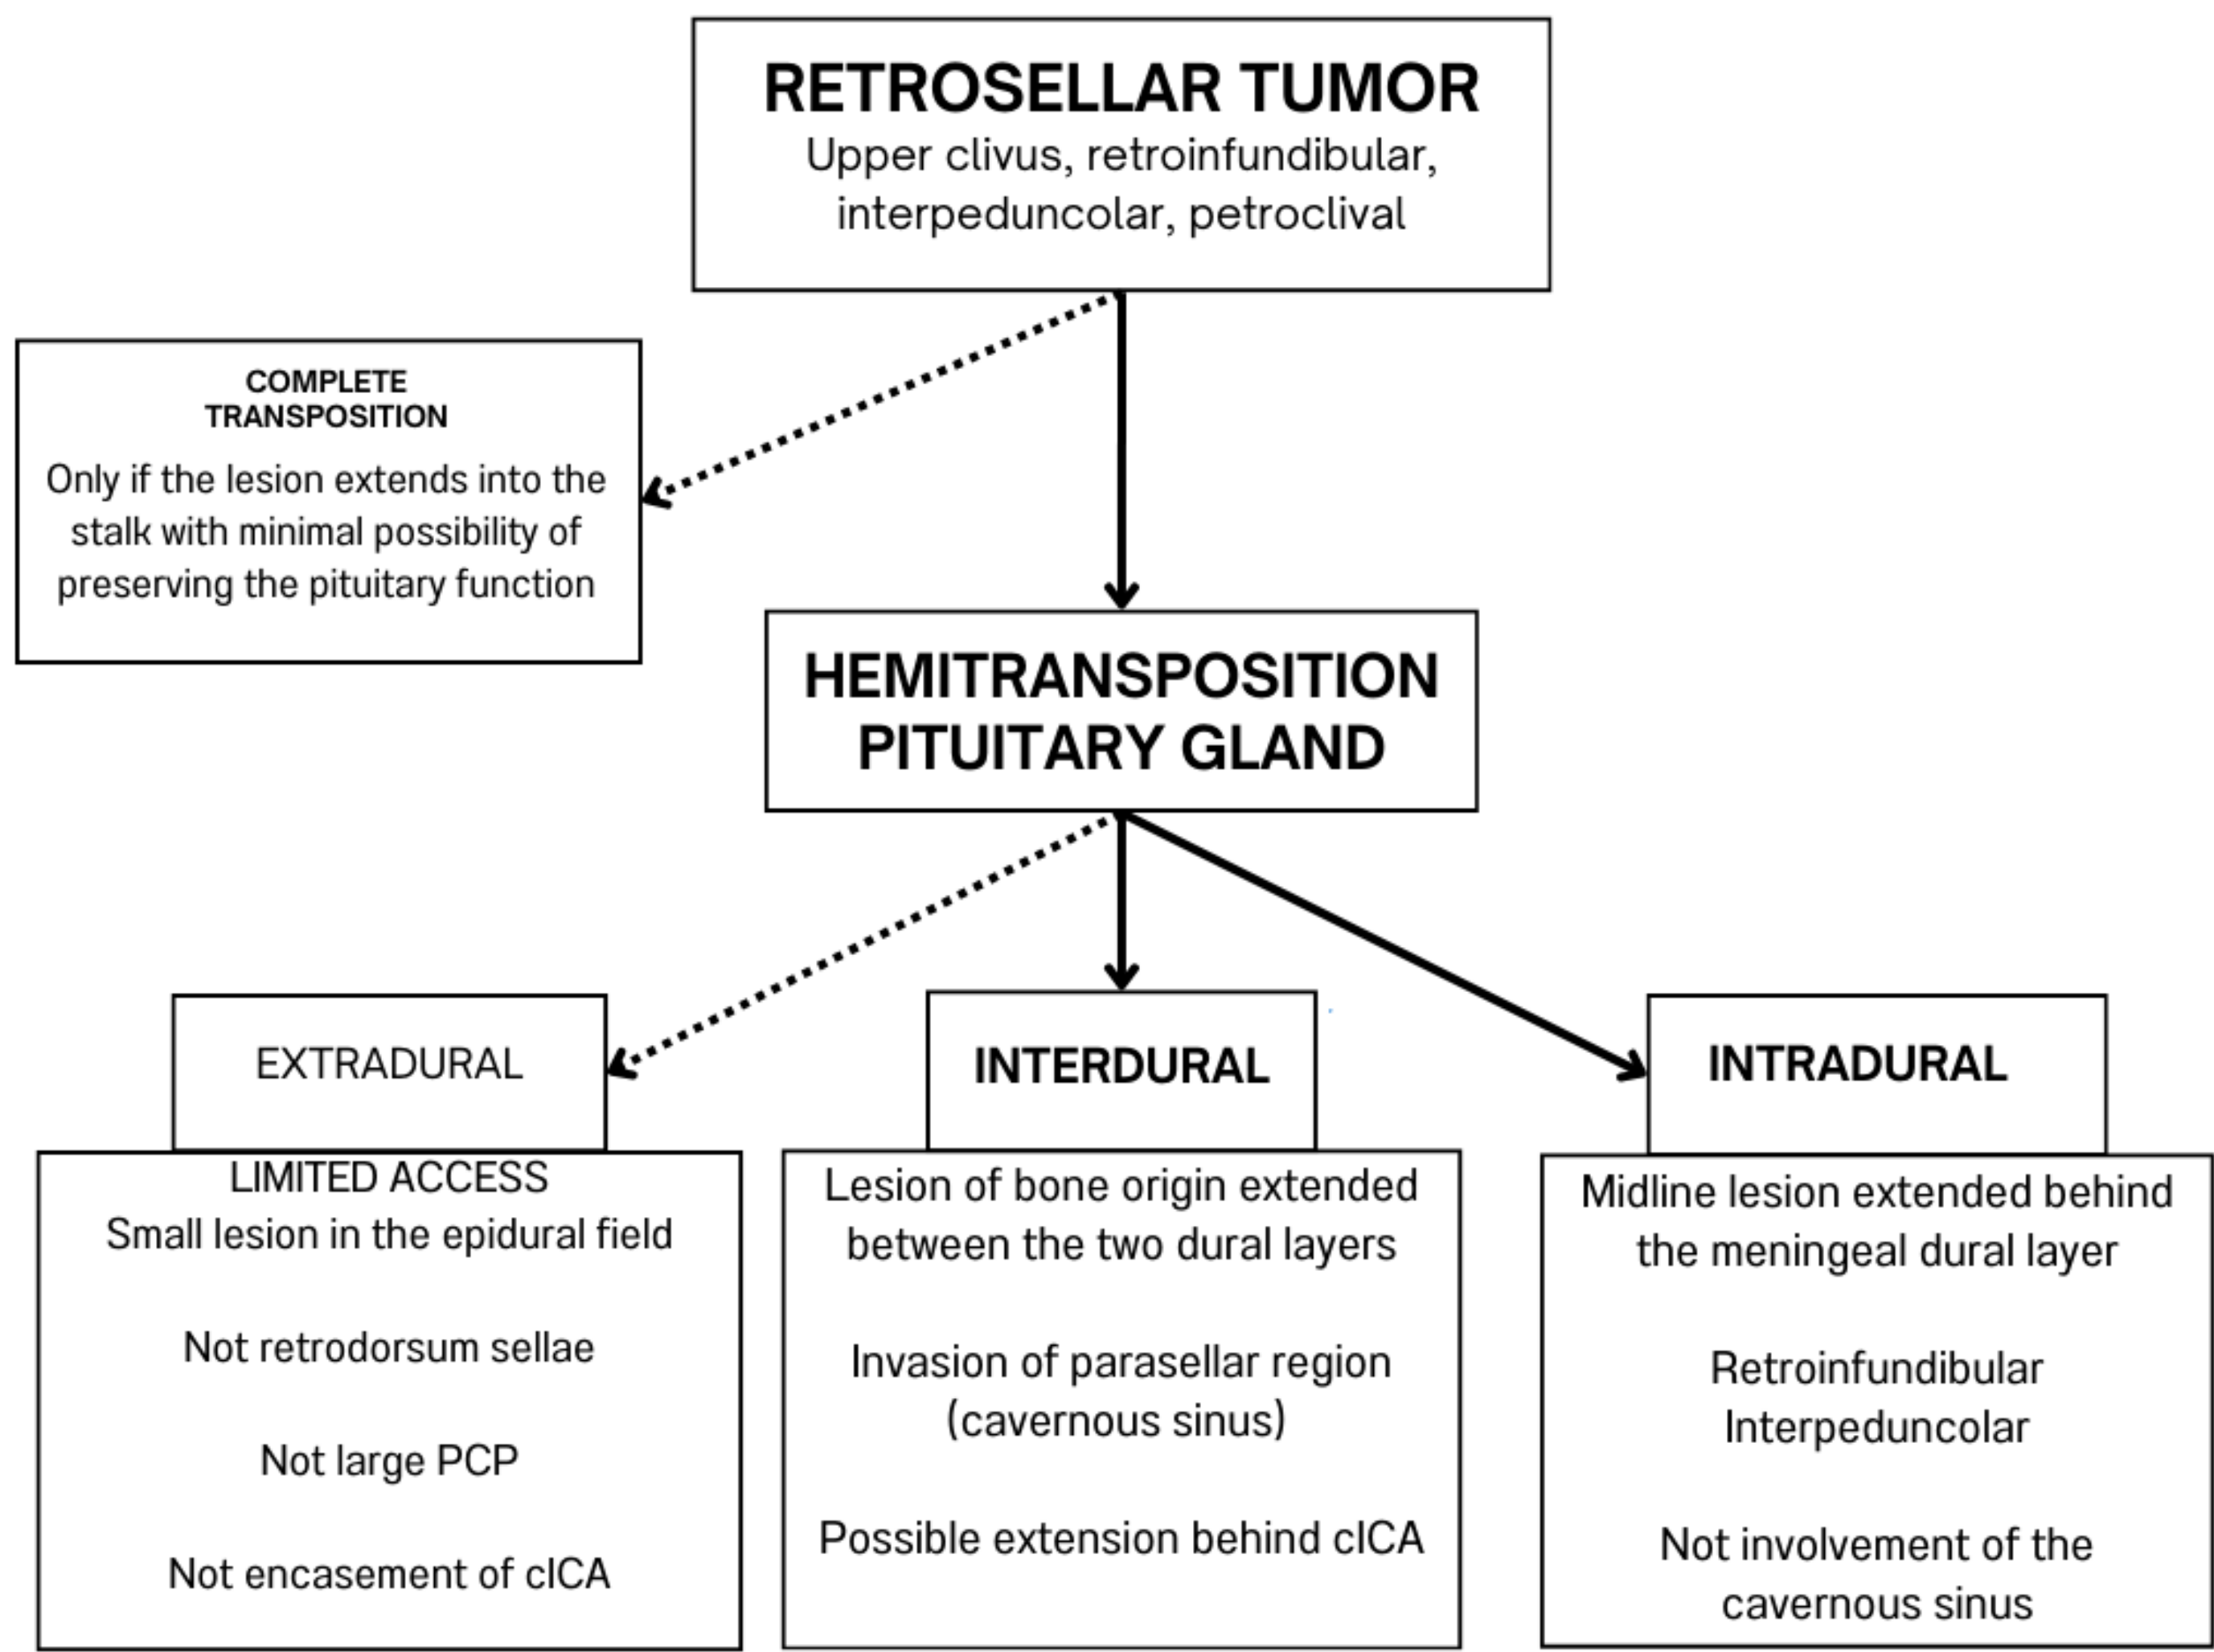 RETROSELLAR TUMOR
Upper clivus, retroinfundibular,
interpeduncolar, petroclival
COMPLETE
TRANSPOSITION
Only if the lesion extends into the
stalk with minimal possibility of
preserving the pituitary function
HEMITRANSPOSITION
PITUITARY GLAND
EXTRADURAL
LIMITED ACCESS
Small lesion in the epidural field
Not retrodorsum sellae
Not large PCP
Not encasement of cICA
INTERDURAL
Lesion of bone origin extended
between the two dural layers
Invasion of parasellar region
(cavernous sinus)
Possible extension behind cICA
INTRADURAL
Midline lesion extended behind
the meningeal dural layer
Retroinfundibular
Interpeduncolar
Not involvement of the
cavernous sinus